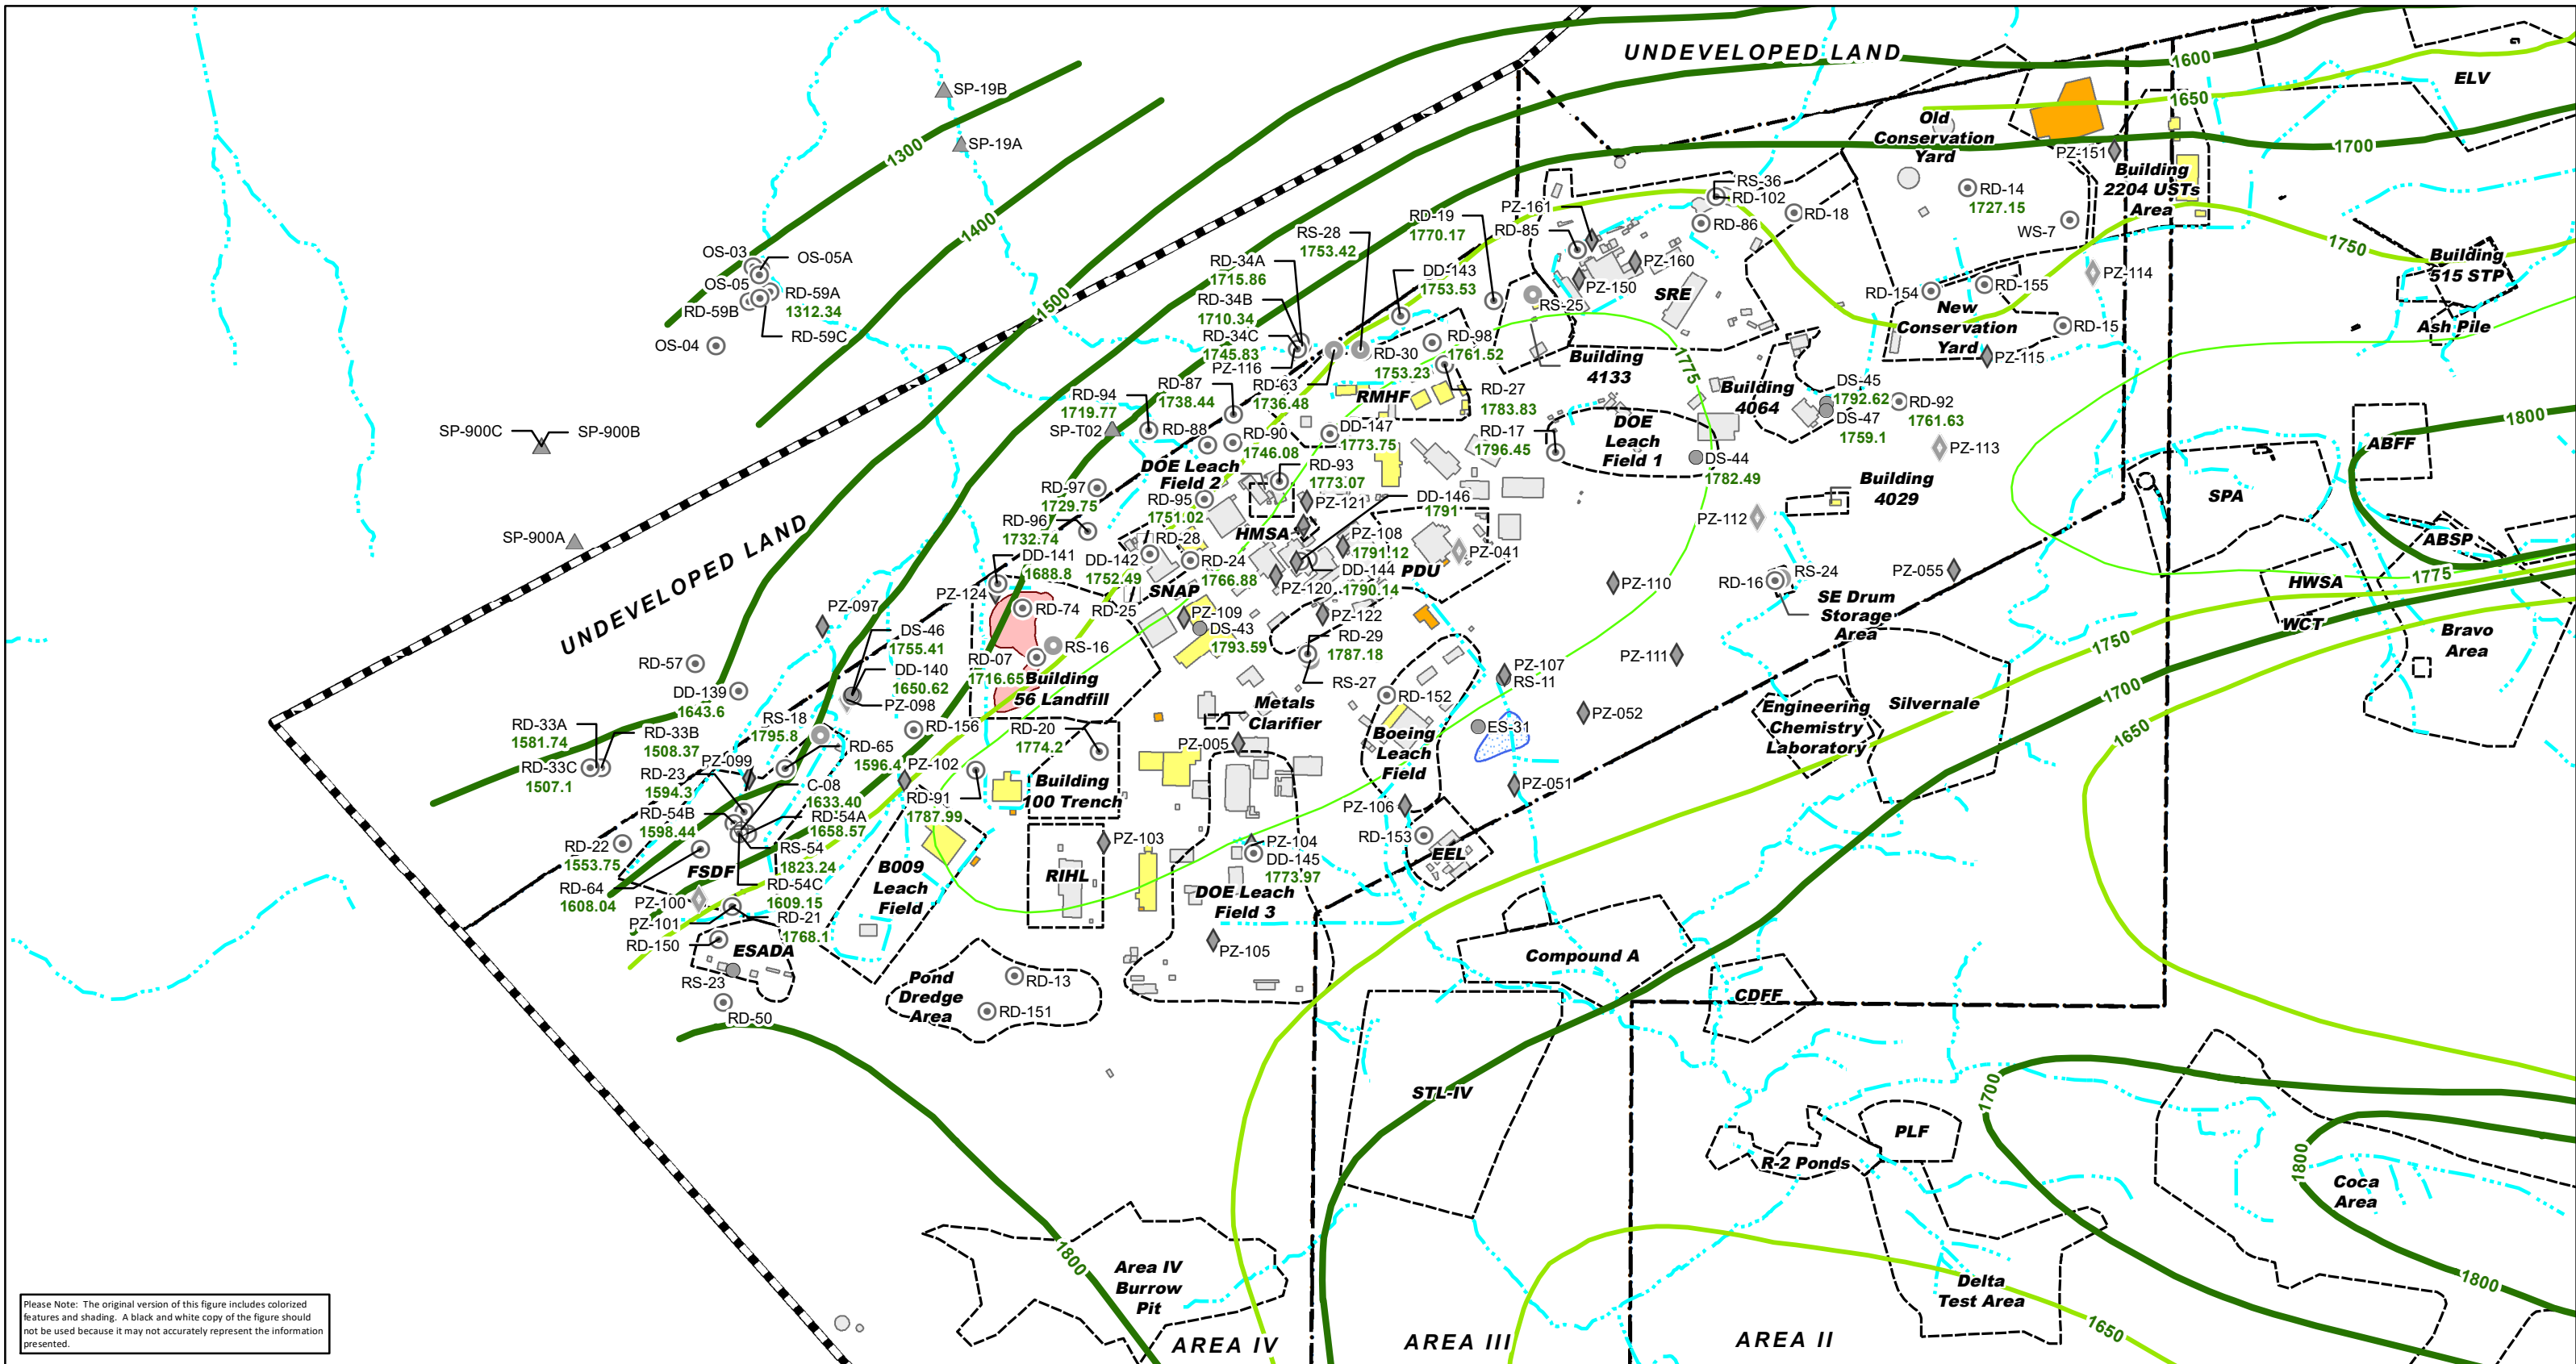 UNDEVELOPED LAND
1600
ELV
SP-19B
1650
Old
Conservation
Yard
SP-19A
1300
1700
PZ-151
Building
2204 USTs
Area
RS-36
RD-102
RD-14
1727.15
PZ-161
RD-19
1770.17
RD-18
RD-86
RD-85
WS-7
1400
RS-28
1753.42
1750
OS-03
OS-05A
RD-34A
1715.86
PZ-160
Building
515 STP
DD-143
1753.53
PZ-114
OS-05
RD-59A
1312.34
PZ-150
SRE
RD-154
RD-155
RD-59B
RD-34B
1710.34
1500
RS-25
New
Conservation
Yard
RD-15
Ash Pile
RD-59C
OS-04
RD-34C
1745.83
PZ-116
RD-30
1753.23
RD-98
1761.52
Building
4133
1775
PZ-115
RD-94
1719.77
RD-87
1738.44
RD-63
1736.48
RMHF
RD-27
1783.83
Building
4064
DS-45
1792.62
DS-47
1759.1
RD-92
1761.63
1800
SP-900C
SP-900B
SP-T02
RD-88
RD-90
1746.08
DD-147
1773.75
RD-17
1796.45
DOE
Leach
Field 1
PZ-113
ABFF
DOE Leach
Field 2
RD-93
1773.07
DS-44
1782.49
Building
4029
SPA
RD-97
1729.75
RD-95
1751.02
PZ-121
DD-146
1791
PZ-112
UNDEVELOPED LAND
SP-900A
RD-96
1732.74
HMSA
PZ-108
1791.12
PZ-041
ABSP
DD-141
1688.8
DD-142
1752.49
RD-28
RD-24
1766.88
DD-144
1790.14
PDU
PZ-110
RD-16
RS-24
PZ-055
HWSA
1775
PZ-124
RD-74
RD-25
SNAP
PZ-120
PZ-109
PZ-122
SE Drum
Storage
Area
PZ-097
DS-46
1755.41
DS-43
1793.59
RD-29
1787.18
WCT
1750
Bravo
Area
RD-57
RS-16
RD-07
1716.65
Building
56 Landfill
PZ-111
DD-140
1650.62
PZ-107
RS-11
DD-139
1643.6
PZ-098
RS-27
RD-152
1700
RS-18
1795.8
Metals
Clarifier
PZ-052
Engineering
Chemistry
Laboratory
Silvernale
RD-33A
1581.74
RD-33B
1508.37
RD-156
RD-20
1774.2
ES-31
Boeing
Leach
Field
1650
RD-65
1596.4
PZ-005
RD-33C
1507.1
PZ-099
PZ-102
RD-23
1594.3
C-08
1633.40
RD-91
1787.99
Building
100 Trench
PZ-051
PZ-106
RD-54B
1598.44
RD-54A
1658.57
RD-22
1553.75
RS-54
1823.24
PZ-103
PZ-104
RD-153
EEL
DD-145
1773.97
FSDF
RD-64
1608.04
RD-54C
1609.15
B009
Leach
Field
RIHL
DOE Leach
Field 3
PZ-100
PZ-101
RD-21
1768.1
RD-150
ESADA
PZ-105
Compound A
RS-23
RD-13
Pond
Dredge
Area
CDFF
RD-151
RD-50
STL-IV
1700
PLF
R-2 Ponds
1800
Coca
Area
1800
Area IV
Burrow
Pit
Delta
Test Area
1800
1650
AREA IV
AREA III
AREA II
Please Note: The original version of this figure includes colorized
features and shading. A black and white copy of the figure should
not be used because it may not accurately represent the information
presented.